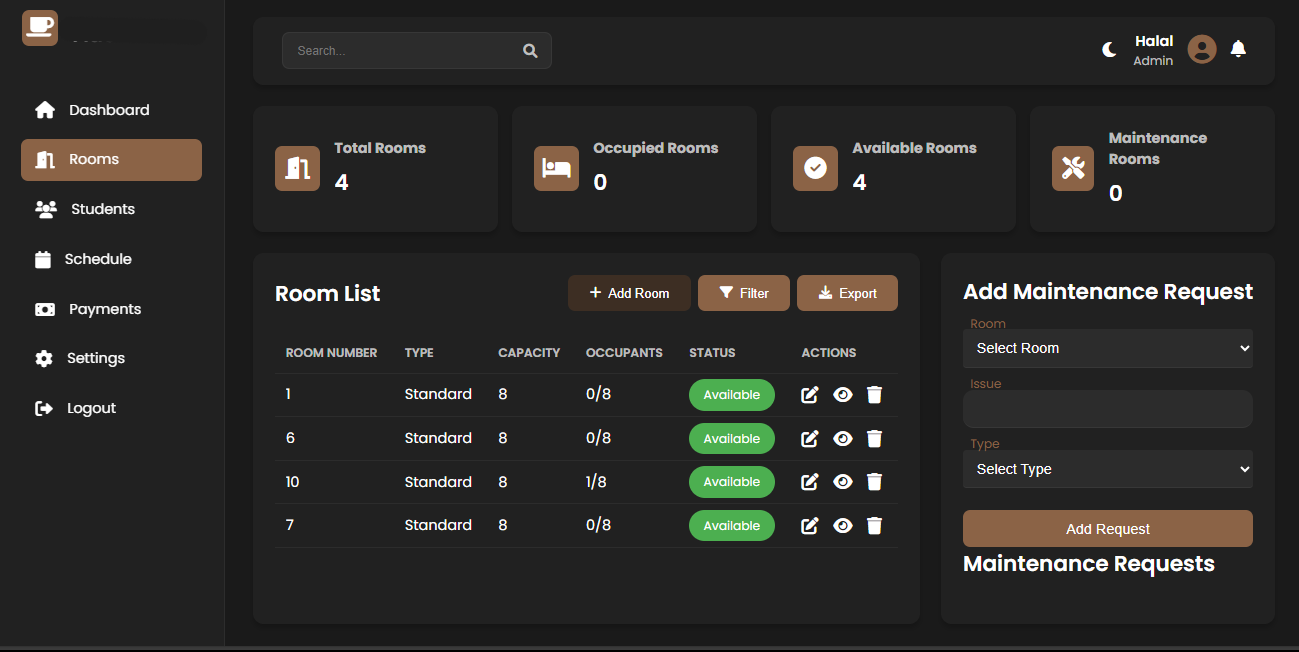 Dashboard
Rooms
Students
Schedule
Payments
Settings
Logout
Search...
Halal
Admin
Total Rooms
4
Occupied Rooms
0
Available Rooms
4
Maintenance
Rooms
0
Room List
Add Room
Filter
Export
ROOM NUMBER TYPE CAPACITY OCCUPANTS STATUS ACTIONS
1 Standard 8 0/8 Available
6 Standard 8 0/8 Available
10 Standard 8 1/8 Available
7 Standard 8 0/8 Available
Add Maintenance Request
Room
Select Room
Issue
Type
Select Type
Add Request
Maintenance Requests